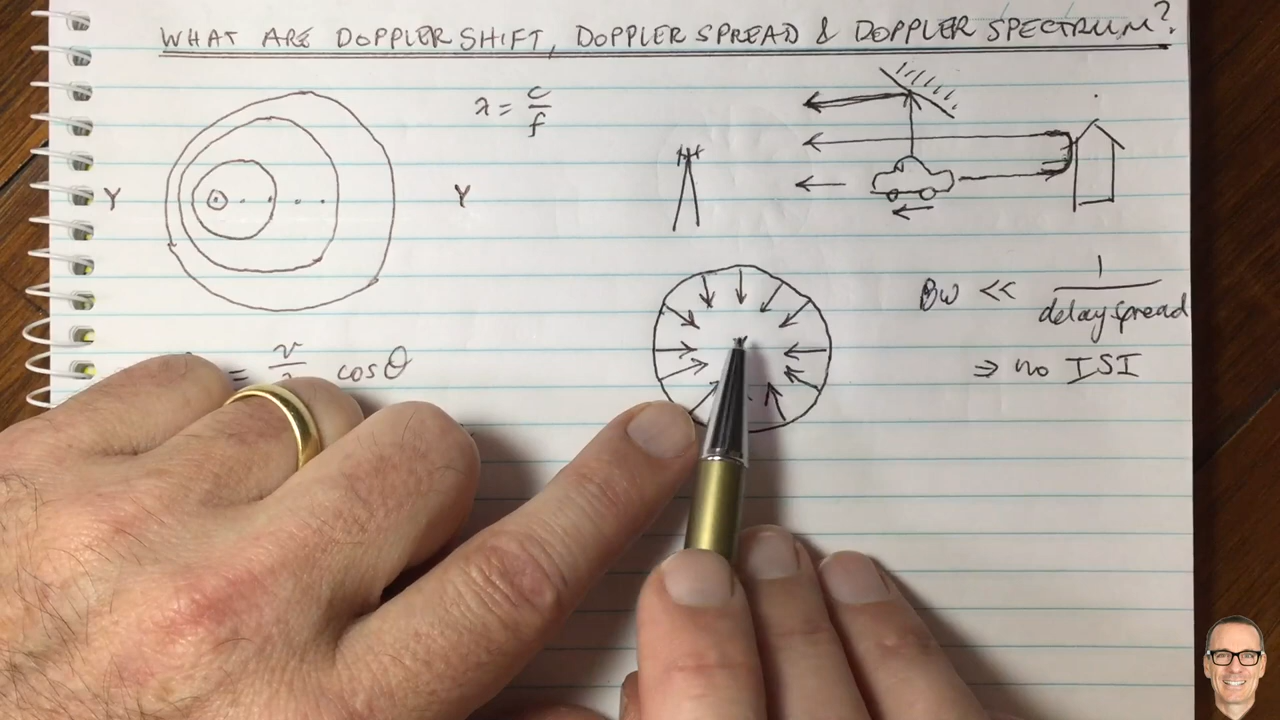 WHAT ARE DOPPLER SHIFT, DOPPLER SPREAD & DOPPLER SPECTRUM?
λ = c/f
Y
Y
BW << 1/delay spread
⇒ no ISI
= v/ cos θ